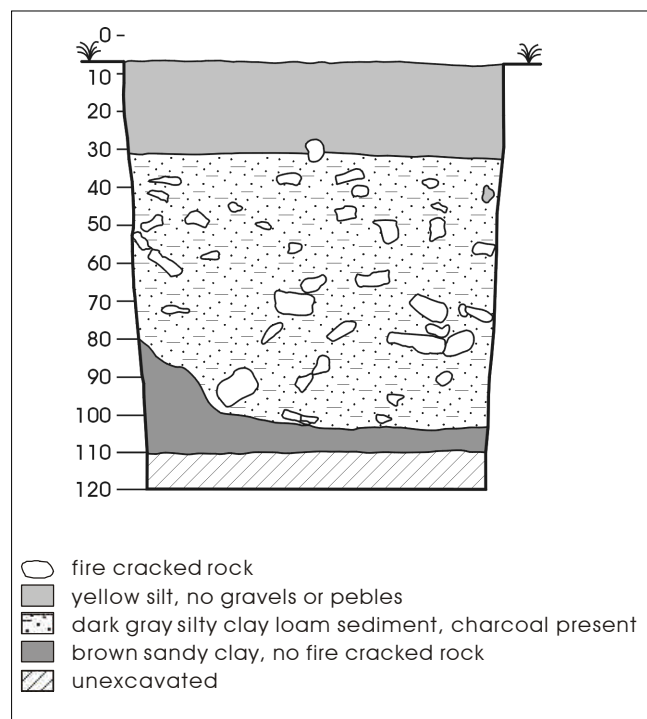 0
10
20
30
40
50
60
70
80
90
100
110
120
fire cracked rock
yellow silt, no gravels or pebles
dark gray silty clay loam sediment, charcoal present
brown sandy clay, no fire cracked rock
unexcavated